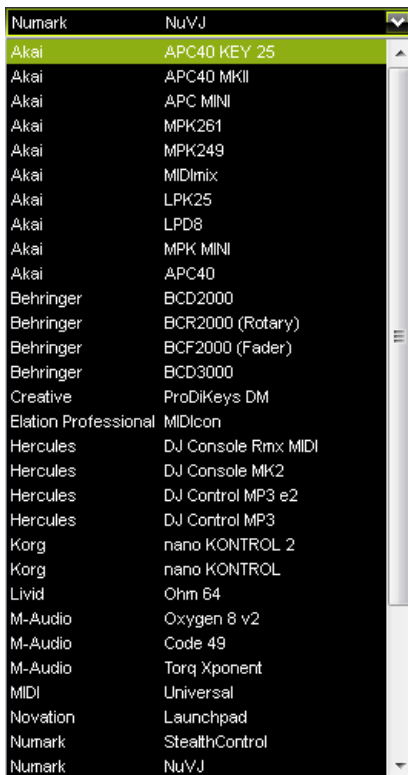 Numark NuVJ
Akai APC40 KEY 25
Akai APC40 MKII
Akai APC MINI
Akai MPK261
Akai MPK249
Akai MIDImix
Akai LPK25
Akai LPD8
Akai MPK MINI
Akai APC40
Behringer BCD2000
Behringer BCR2000 (Rotary)
Behringer BCF2000 (Fader)
Behringer BCD3000
Creative ProDiKeys DM
Elation Professional MIDIcon
Hercules DJ Console Rmx MIDI
Hercules DJ Console MK2
Hercules DJ Control MP3 e2
Hercules DJ Control MP3
Korg nano KONTROL 2
Korg nano KONTROL
Livid Ohm 64
M-Audio Oxygen 8 v2
M-Audio Code 49
M-Audio Torq Xponent
MIDI Universal
Novation Launchpad
Numark StealthControl
Numark NuVJ